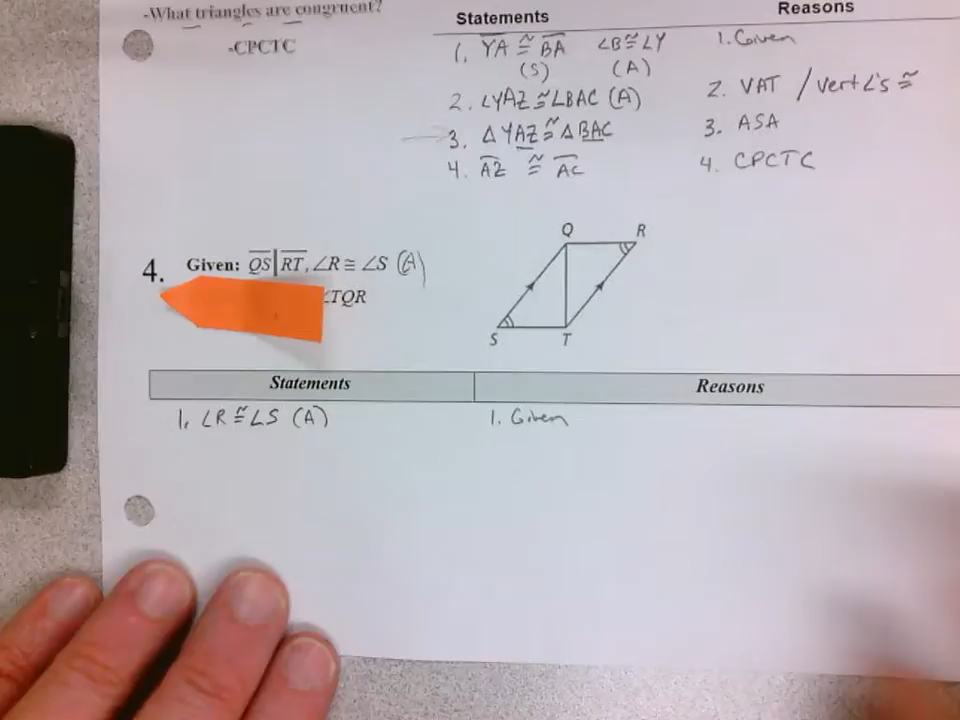 -What triangles are congruent?
-CPCTC
Statements Reasons
1. YA ≅ BA ∠B≅∠Y 1. Given
(S) (A)
2. ∠YAZ ≅ ∠BAC (A) 2. VAT / vert ∠'s ≅
3. △YAZ ≅ △BAC 3. ASA
4. AZ ≅ AC 4. CPCTC
4. Given: QS || RT, ∠R ≅ ∠S (A)
∠TQR
Q R
S T
Statements Reasons
1. ∠R ≅ ∠S (A) 1. Given